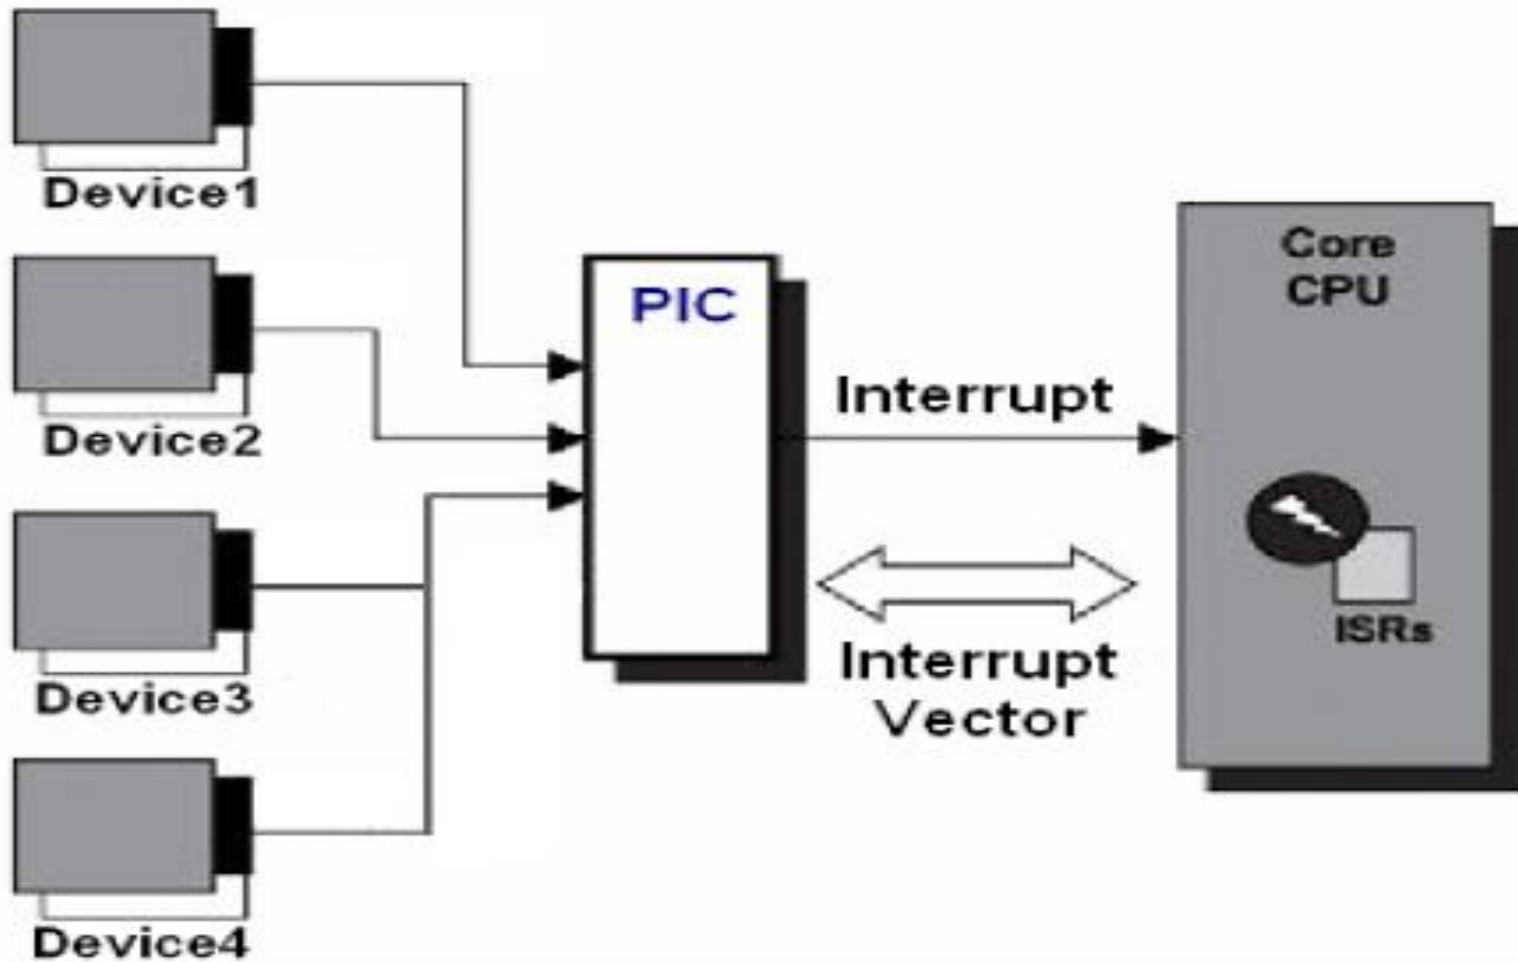 Device1
Device2
Device3
Device4
PIC
Interrupt
Interrupt
Vector
Core
CPU
ISRs